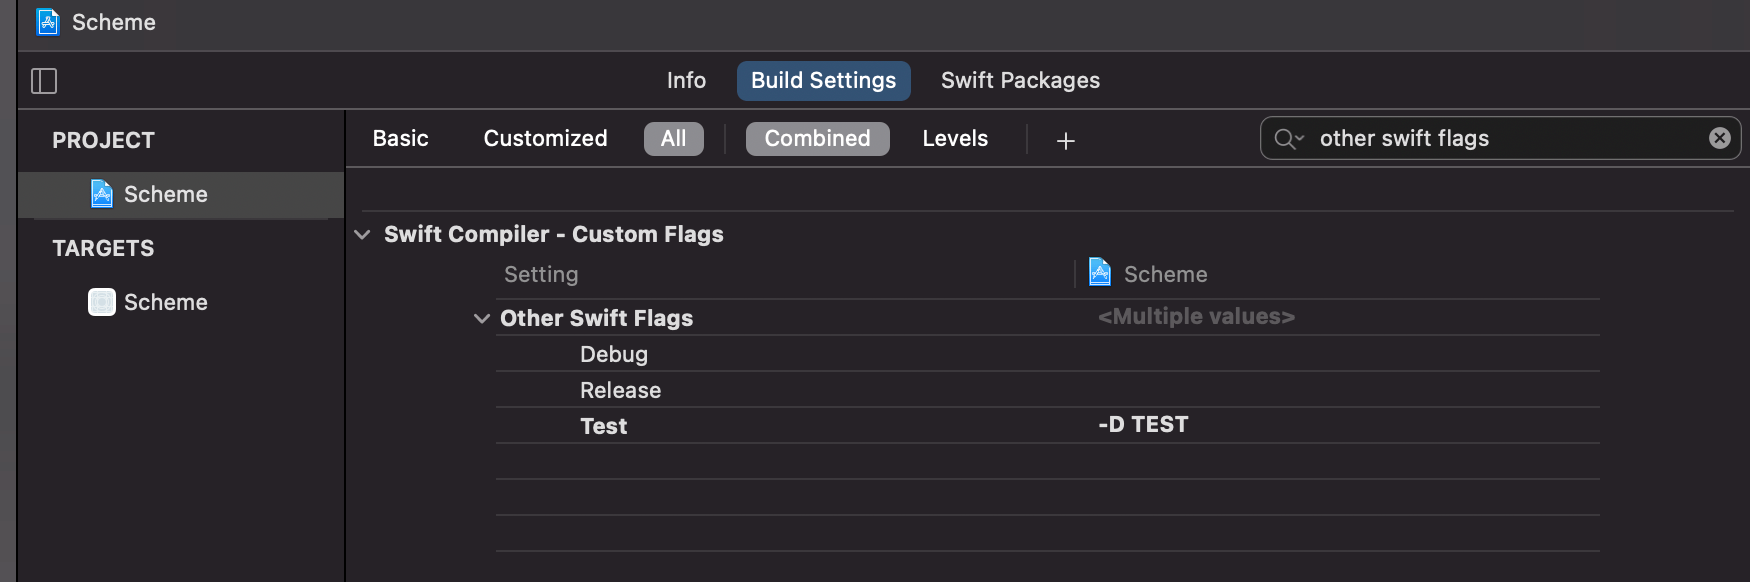 Scheme
Info Build Settings Swift Packages
PROJECT
Basic Customized All Combined Levels + other swift flags
Scheme
TARGETS
Scheme
Swift Compiler - Custom Flags
Setting Scheme
Other Swift Flags <Multiple values>
Debug
Release
Test -D TEST